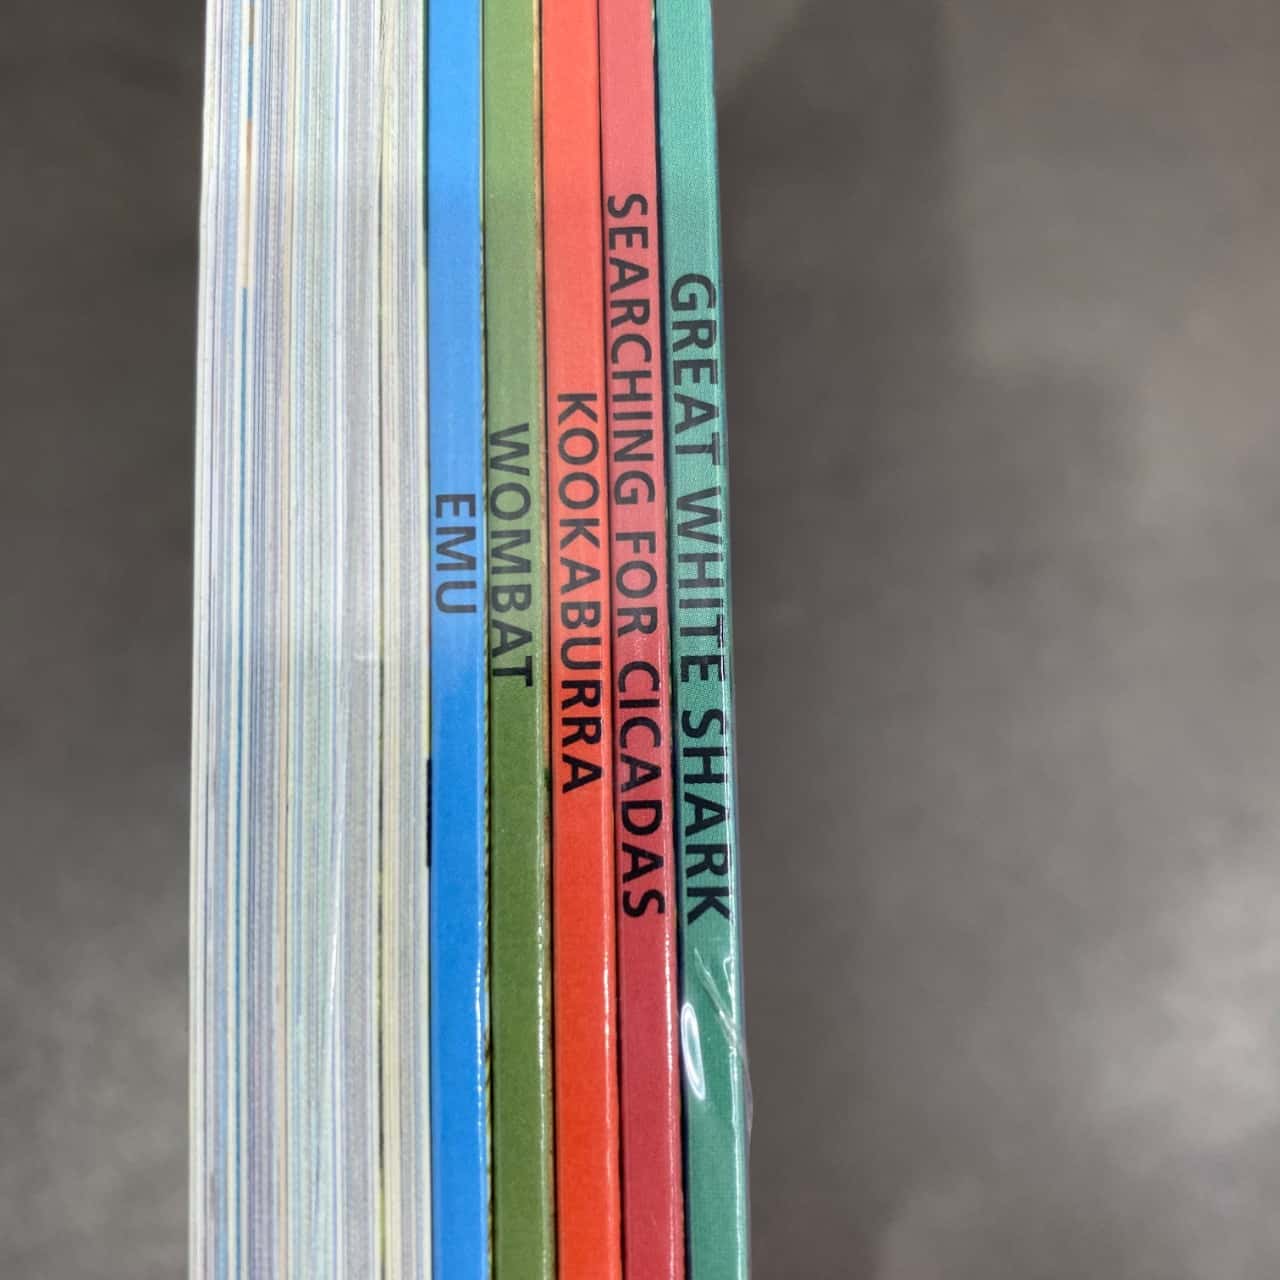 EMU
WOMBAT
KOOKABURRA
SEARCHING FOR CICADAS
GREAT WHITE SHARK